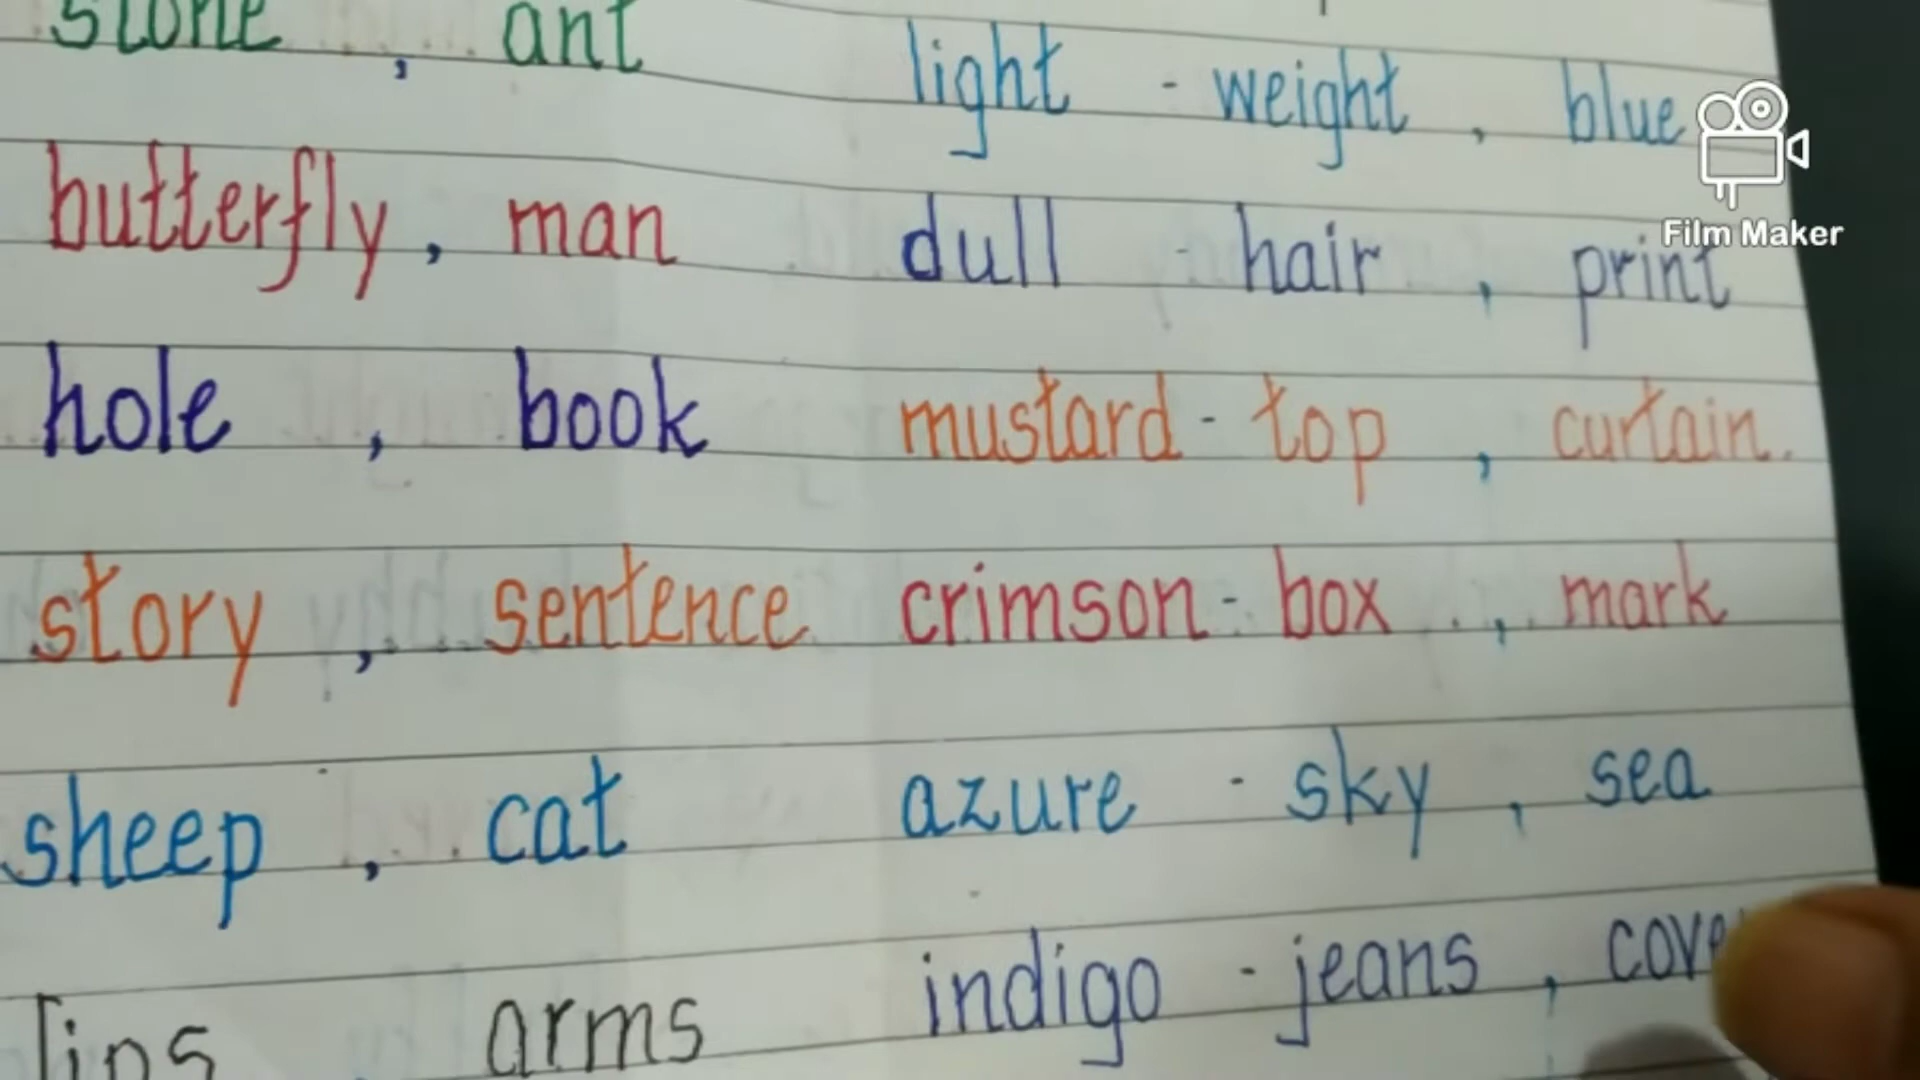 stone , ant light - weight , blue
butterfly , man dull - hair , print
hole , book mustard - top , curtain.
story , sentence crimson - box , mark
sheep , cat azure - sky , sea
arms indigo - jeans ,
Film Maker